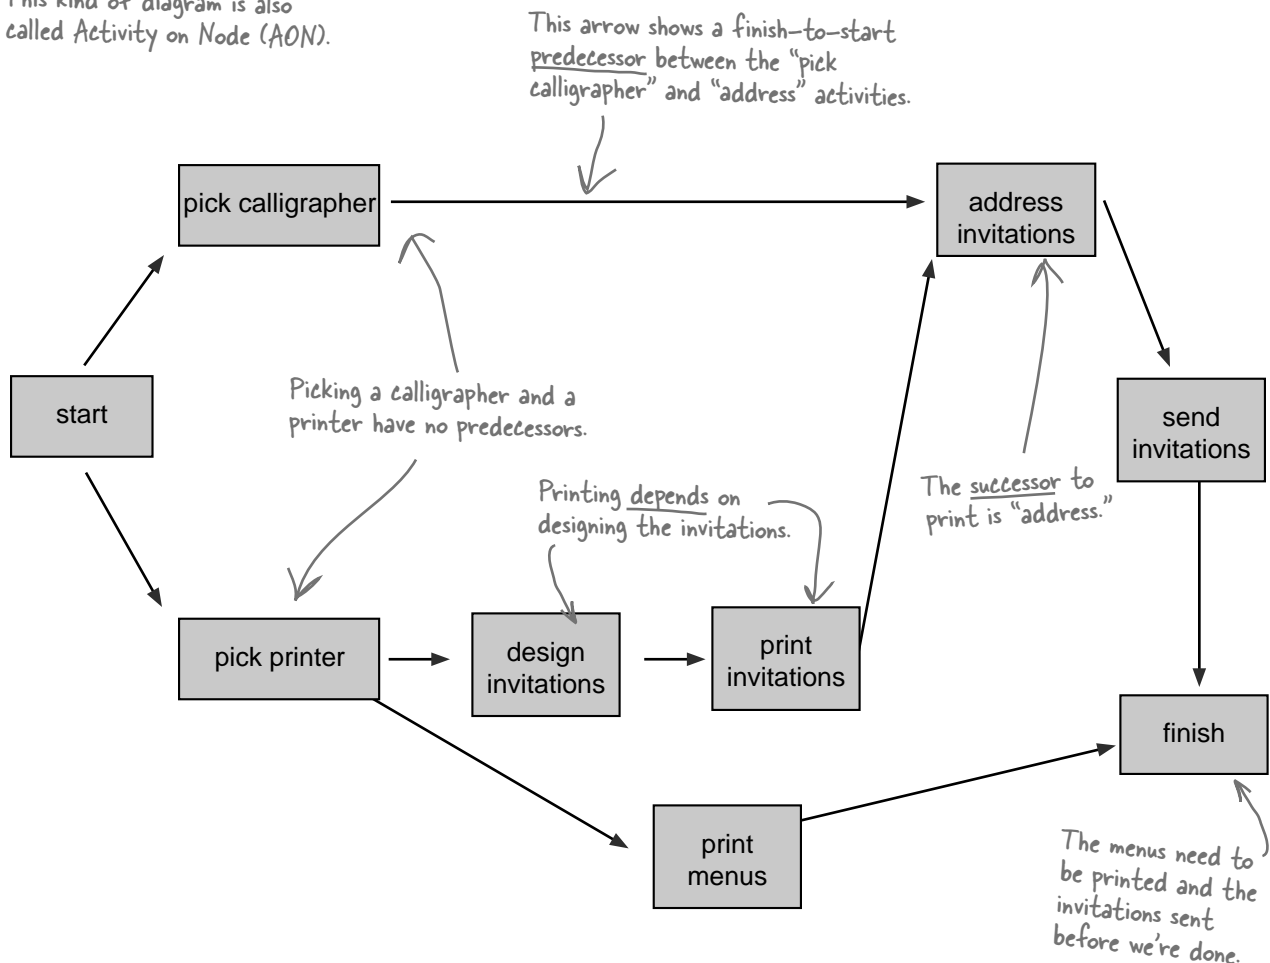 This kind of diagram is also
called Activity on Node (AON).
This arrow shows a finish-to-start
predecessor between the “pick
calligrapher” and “address” activities.
pick calligrapher
address
invitations
start
Picking a calligrapher and a
printer have no predecessors.
send
invitations
Printing depends on
designing the invitations.
The successor to
print is “address.”
pick printer
design
invitations
print
invitations
finish
print
menus
The menus need to
be printed and the
invitations sent
before we’re done.